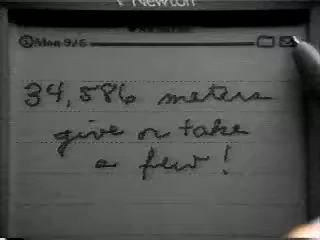 Newton
Mon 9/6
34,586 meters
give or take
a few!